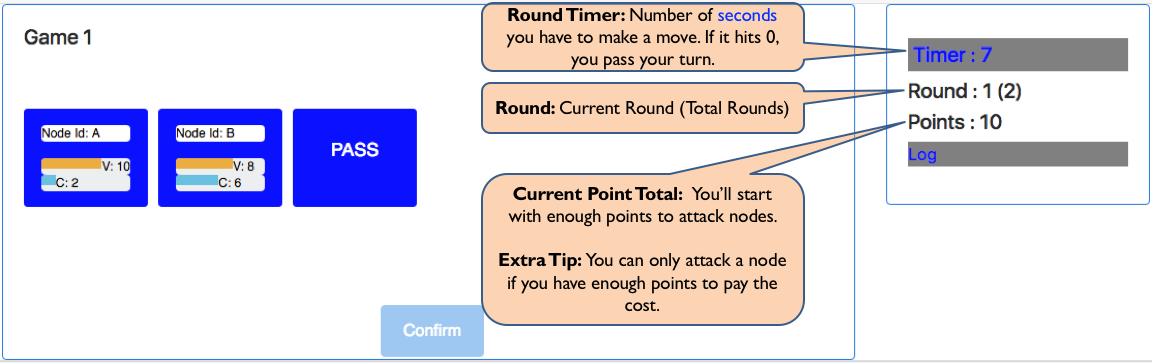 Game 1
Node Id: A
V: 10
C: 2
Node Id: B
V: 8
C: 6
PASS
Confirm
Round Timer: Number of seconds
you have to make a move. If it hits 0,
you pass your turn.
Round: Current Round (Total Rounds)
Current Point Total: You'll start
with enough points to attack nodes.
Extra Tip: You can only attack a node
if you have enough points to pay the
cost.
Timer : 7
Round : 1 (2)
Points : 10
Log